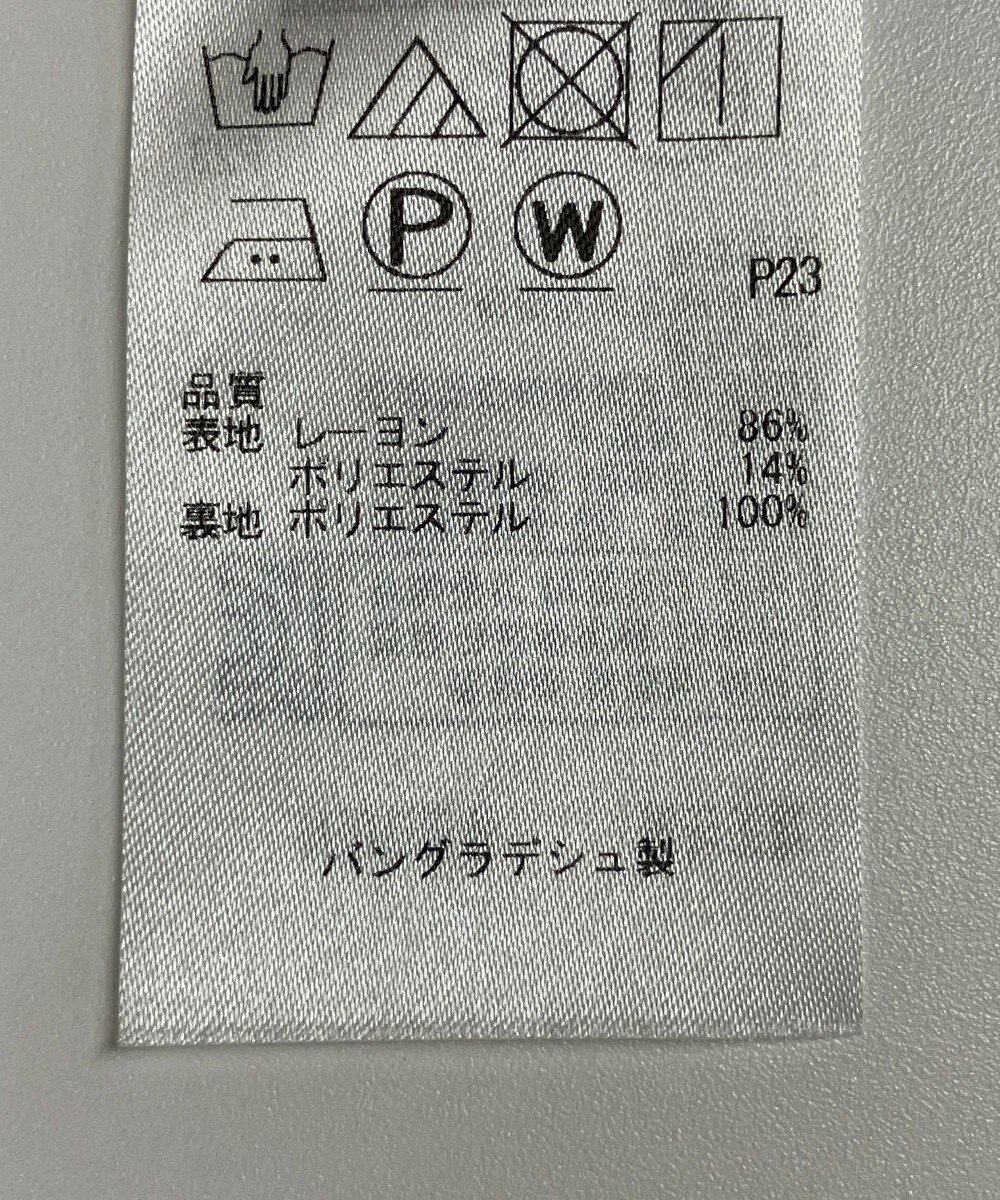 P W
P23
品質
表地 レーヨン 86%
ポリエステル 14%
裏地 ポリエステル 100%
バングラデシュ製